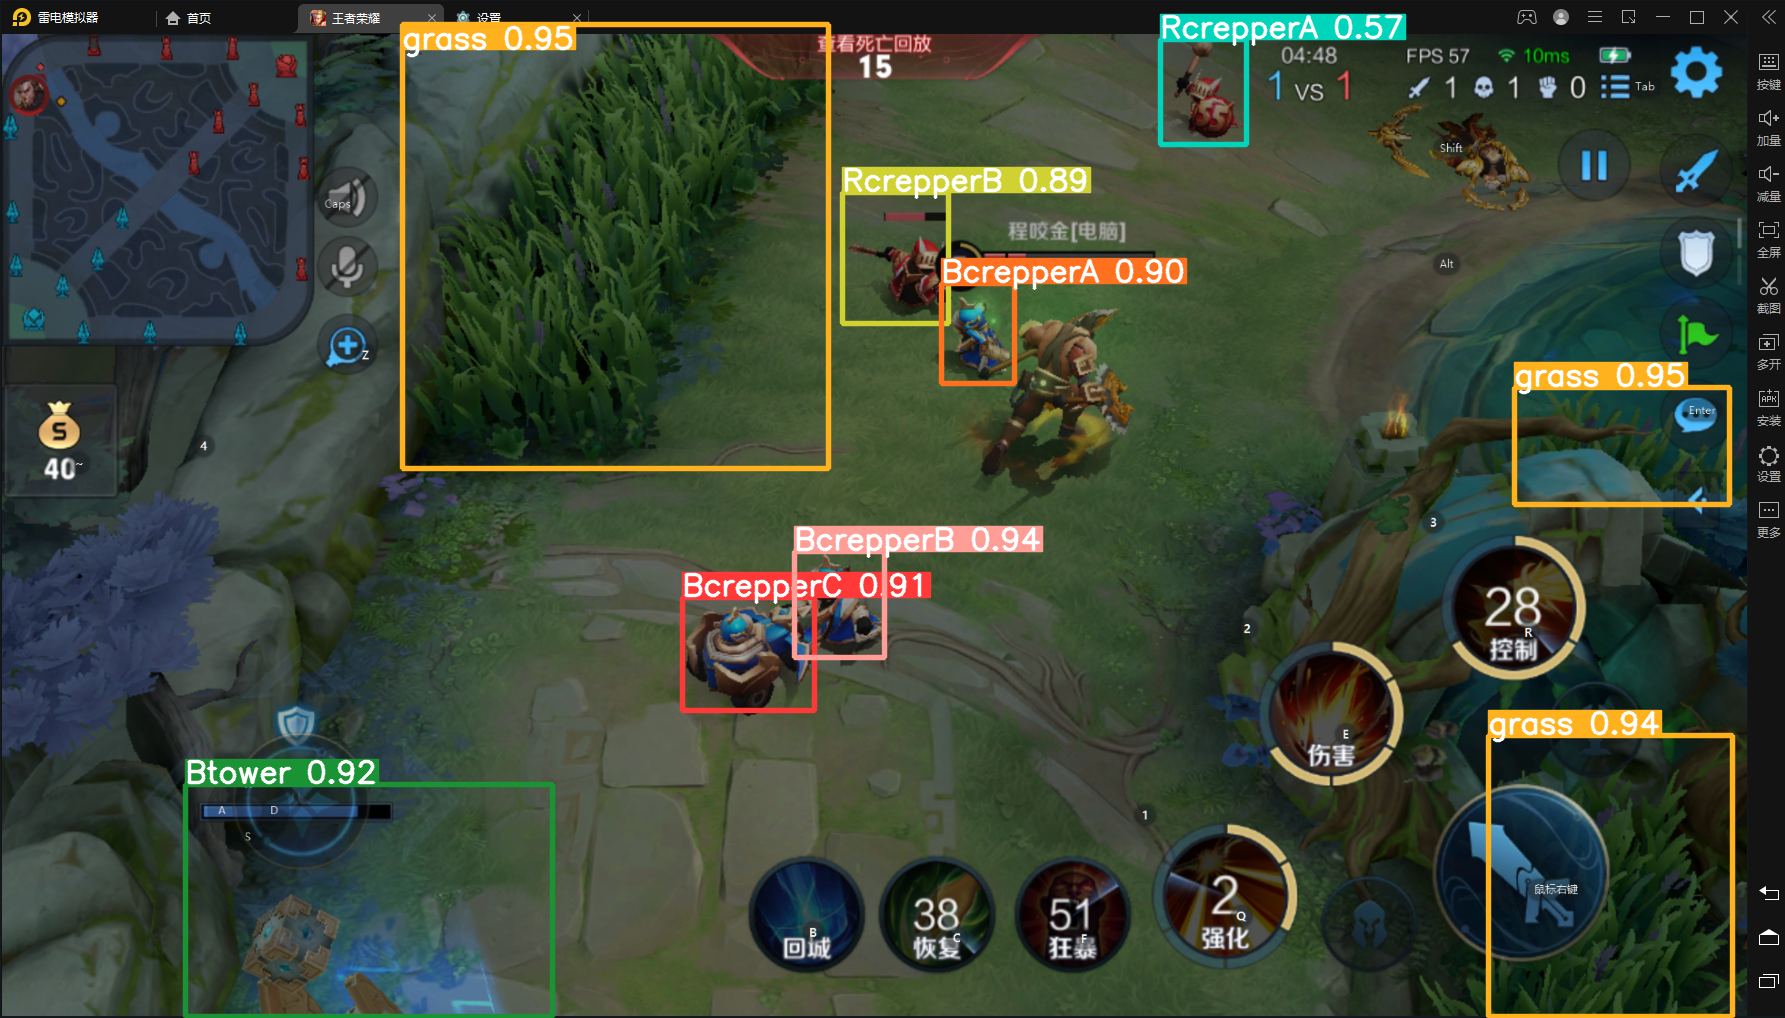 雷电模拟器
首页
王者荣耀
设置
grass 0.95
查看死亡回放
15
RcrepperA 0.57
04:48
FPS 57
10ms
1 VS 1
1
1
0
Tab
按键
加量
减量
全屏
截图
多开
APK
安装
设置
更多
Shift
Caps
RcrepperB 0.89
程咬金[电脑]
BcrepperA 0.90
Alt
Z
grass 0.95
Enter
S
40~
4
3
BcrepperB 0.94
BcrepperC 0.91
28
R
控制
2
E
伤害
grass 0.94
Btower 0.92
A
D
S
1
鼠标右键
B
回城
38
C
恢复
51
F
狂暴
2
Q
强化